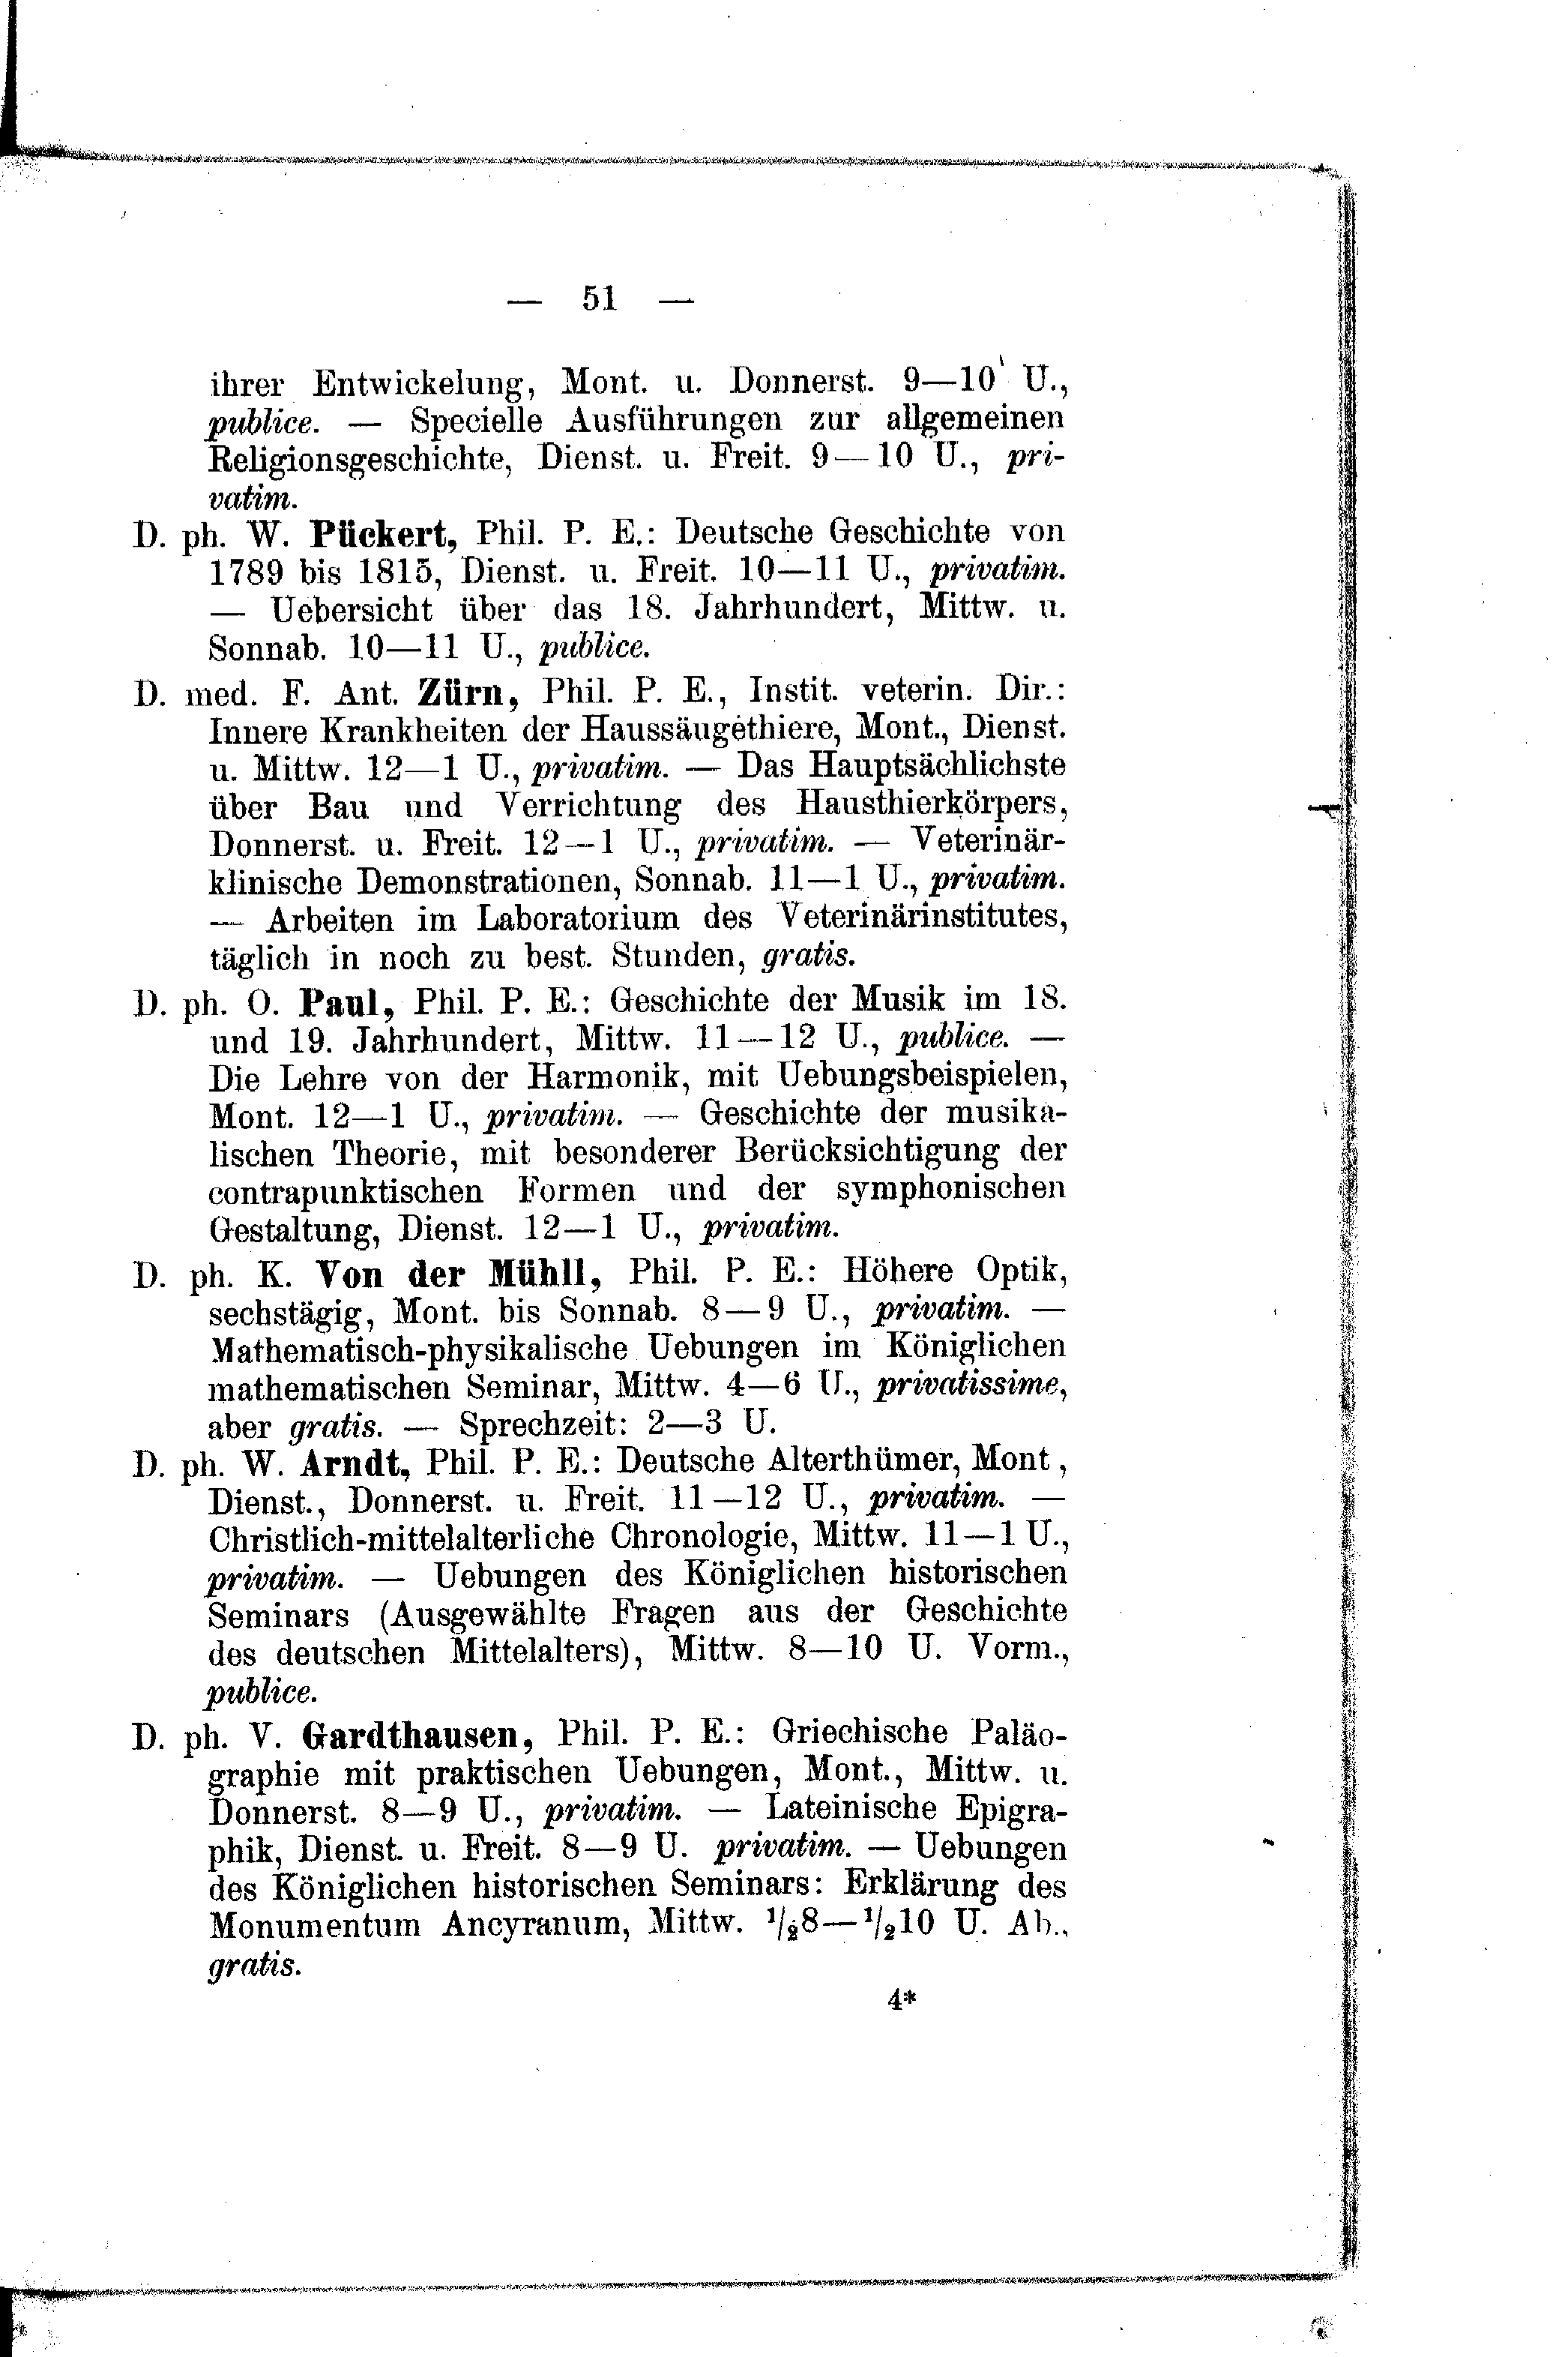 — 51 —
ihrer Entwickelung, Mont. u. Donnerst. 9—10 U.,
publice. — Specielle Ausführungen zur allgemeinen
Religionsgeschichte, Dienst. u. Freit. 9—10 U., pri-
vatim.
D. ph. W. Pückert, Phil. P. E.: Deutsche Geschichte von
1789 bis 1815, Dienst. u. Freit. 10—11 U., privatim.
— Uebersicht über das 18. Jahrhundert, Mittw. u.
Sonnab. 10—11 U., publice.
D. med. F. Ant. Zürn, Phil. P. E., Instit. veterin. Dir.:
Innere Krankheiten der Haussäugethiere, Mont., Dienst.
u. Mittw. 12—1 U., privatim. — Das Hauptsächlichste
über Bau und Verrichtung des Hausthierkörpers,
Donnerst. u. Freit. 12—1 U., privatim. — Veterinär-
klinische Demonstrationen, Sonnab. 11—1 U., privatim.
— Arbeiten im Laboratorium des Veterinärinstitutes,
täglich in noch zu best. Stunden, gratis.
D. ph. O. Paul, Phil. P. E.: Geschichte der Musik im 18.
und 19. Jahrhundert, Mittw. 11—12 U., publice. —
Die Lehre von der Harmonik, mit Uebungsbeispielen,
Mont. 12—1 U., privatim. — Geschichte der musika-
lischen Theorie, mit besonderer Berücksichtigung der
contrapunktischen Formen und der symphonischen
Gestaltung, Dienst. 12—1 U., privatim.
D. ph. K. Von der Mühll, Phil. P. E.: Höhere Optik,
sechstägig, Mont. bis Sonnab. 8—9 U., privatim. —
Mathematisch-physikalische Uebungen im Königlichen
mathematischen Seminar, Mittw. 4—6 U., privatissime,
aber gratis. — Sprechzeit: 2—3 U.
D. ph. W. Arndt, Phil. P. E.: Deutsche Alterthümer, Mont,
Dienst., Donnerst. u. Freit. 11—12 U., privatim. —
Christlich-mittelalterliche Chronologie, Mittw. 11—1 U.,
privatim. — Uebungen des Königlichen historischen
Seminars (Ausgewählte Fragen aus der Geschichte
des deutschen Mittelalters), Mittw. 8—10 U. Vorm.,
publice.
D. ph. V. Gardthausen, Phil. P. E.: Griechische Paläo-
graphie mit praktischen Uebungen, Mont., Mittw. u.
Donnerst. 8—9 U., privatim. — Lateinische Epigra-
phik, Dienst. u. Freit. 8—9 U. privatim. — Uebungen
des Königlichen historischen Seminars: Erklärung des
Monumentum Ancyranum, Mittw. 1/28—1/210 U. Ab.,
gratis.
4*